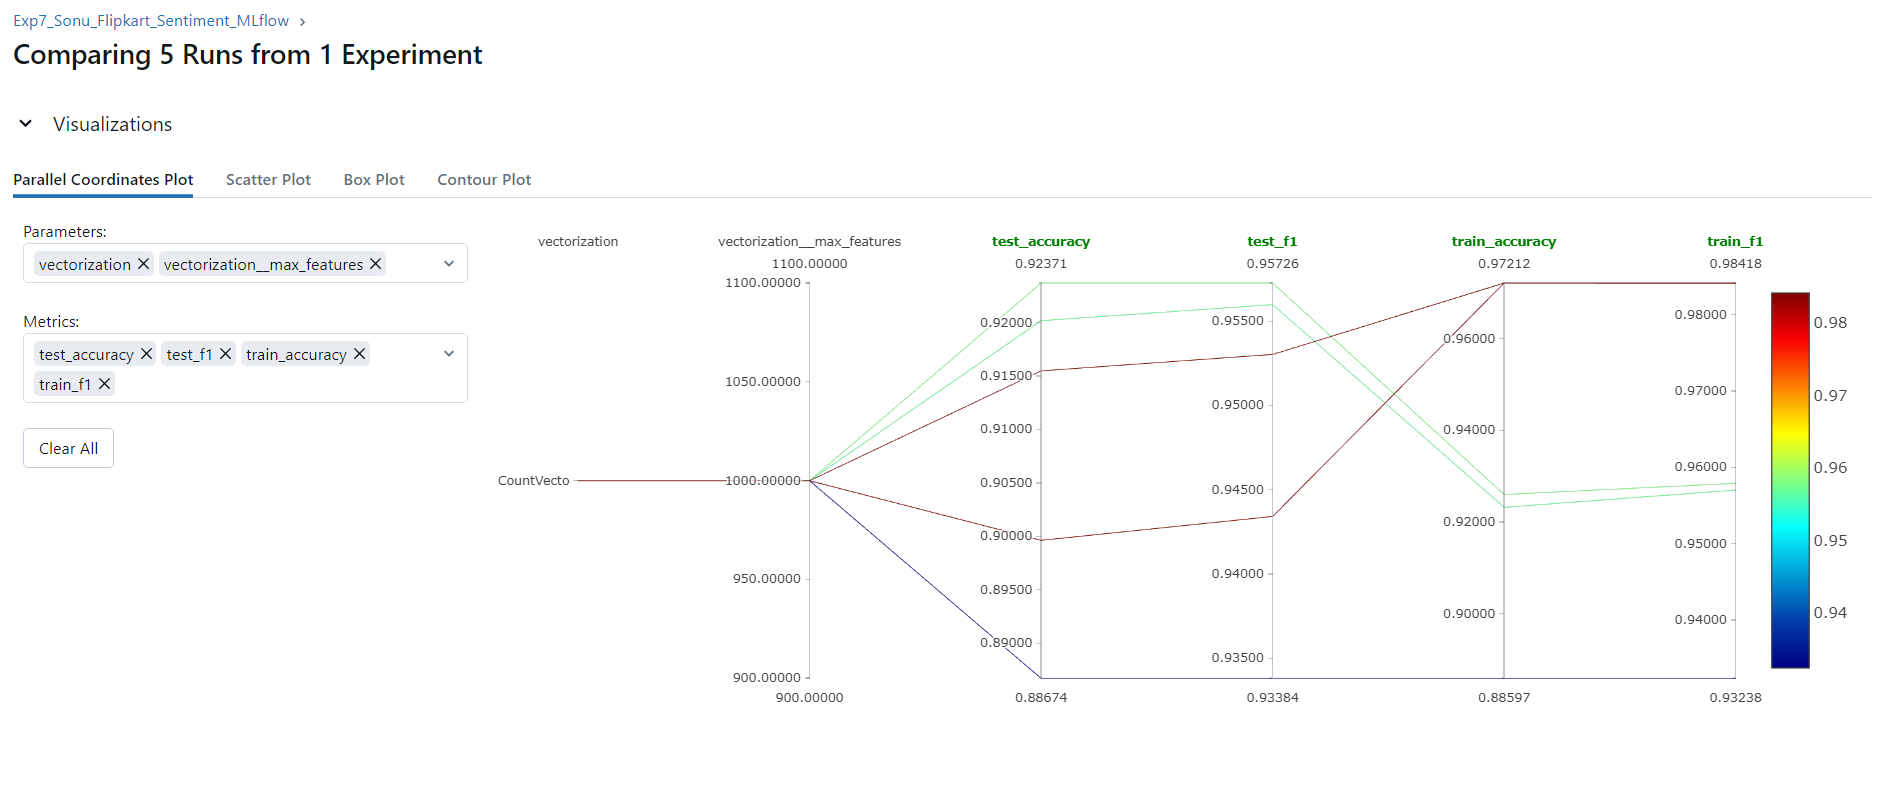 Exp7_Sonu_Flipkart_Sentiment_MLflow ›
Comparing 5 Runs from 1 Experiment
Visualizations
Parallel Coordinates Plot Scatter Plot Box Plot Contour Plot
Parameters:
vectorization × vectorization__max_features ×
Metrics:
test_accuracy × test_f1 × train_accuracy ×
train_f1 ×
Clear All
vectorization vectorization__max_features test_accuracy test_f1 train_accuracy train_f1
1100.00000 0.92371 0.95726 0.97212 0.98418
CountVecto
1100.00000
1050.00000
1000.00000
950.00000
900.00000
0.92000
0.91500
0.91000
0.90500
0.90000
0.89500
0.89000
0.95500
0.95000
0.94500
0.94000
0.93500
0.96000
0.94000
0.92000
0.90000
0.98000
0.97000
0.96000
0.95000
0.94000
0.98
0.97
0.96
0.95
0.94
900.00000 0.88674 0.93384 0.88597 0.93238